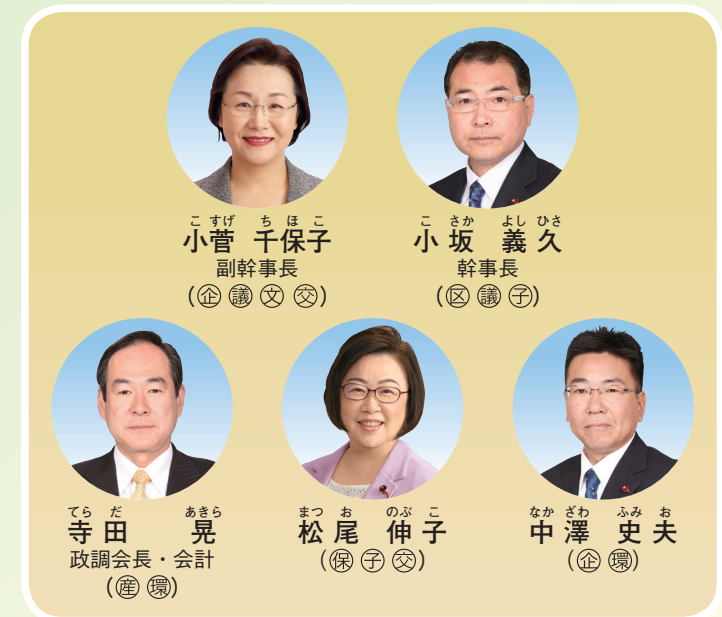 こ すげ ち ほ こ
小菅 千保子
副幹事長
(企 議 文 交)
こ さか よし ひさ
小坂 義久
幹事長
(区 議 子)
てら だ あきら
寺田 晃
政調会長・会計
(産 環)
まつ お のぶ こ
松尾 伸子
(保 子 交)
なか ざわ ふみ お
中澤 史夫
(企 環)